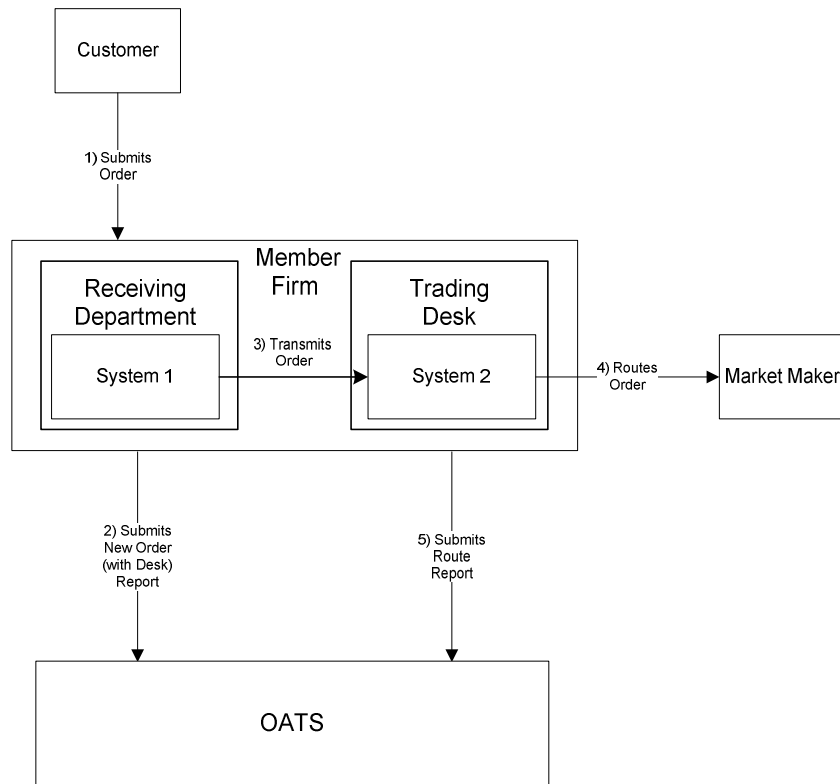 Customer
1) Submits
Order
Member
Firm
Receiving
Department
Trading
Desk
3) Transmits
Order
System 1
System 2
4) Routes
Order
Market Maker
2) Submits
New Order
(with Desk)
Report
5) Submits
Route
Report
OATS